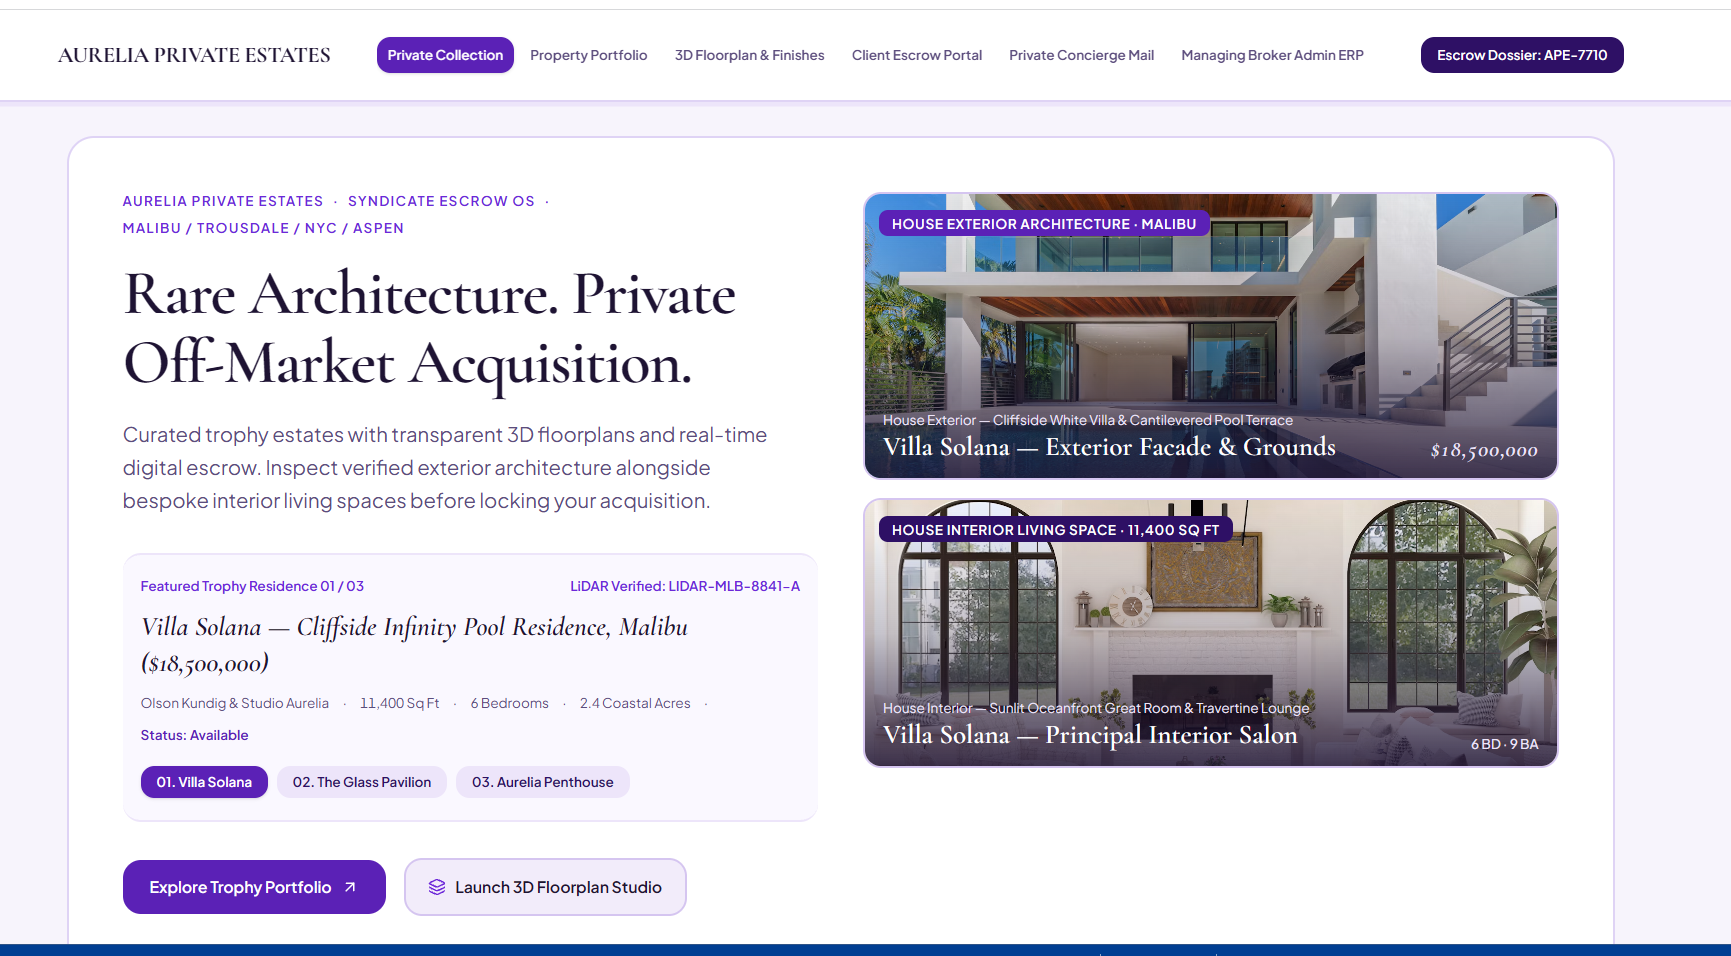 AURELIA PRIVATE ESTATES
Private Collection
Property Portfolio
3D Floorplan & Finishes
Client Escrow Portal
Private Concierge Mail
Managing Broker Admin ERP
Escrow Dossier: APE-7710
AURELIA PRIVATE ESTATES · SYNDICATE ESCROW OS ·
MALIBU / TROUSDALE / NYC / ASPEN
Rare Architecture. Private
Off-Market Acquisition.
Curated trophy estates with transparent 3D floorplans and real-time
digital escrow. Inspect verified exterior architecture alongside
bespoke interior living spaces before locking your acquisition.
Featured Trophy Residence 01 / 03
LiDAR Verified: LIDAR-MLB-8841-A
Villa Solana — Cliffside Infinity Pool Residence, Malibu
($18,500,000)
Olson Kundig & Studio Aurelia · 11,400 Sq Ft · 6 Bedrooms · 2.4 Coastal Acres ·
Status: Available
01. Villa Solana
02. The Glass Pavilion
03. Aurelia Penthouse
Explore Trophy Portfolio
Launch 3D Floorplan Studio
HOUSE EXTERIOR ARCHITECTURE · MALIBU
House Exterior — Cliffside White Villa & Cantilevered Pool Terrace
Villa Solana — Exterior Facade & Grounds
$18,500,000
HOUSE INTERIOR LIVING SPACE · 11,400 SQ FT
House Interior — Sunlit Oceanfront Great Room & Travertine Lounge
Villa Solana — Principal Interior Salon
6 BD · 9 BA